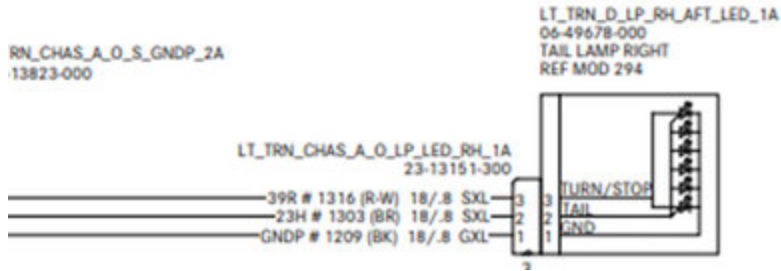 LT_TRN_D_LP_RH_AFT_LED_1A
06-49678-000
TAIL LAMP RIGHT
REF MOD 294
RN_CHAS_A_O_S_GNDP_2A
-13823-000
LT_TRN_CHAS_A_O_LP_LED_RH_1A
23-13151-300
39R # 1316 (R-W) 18/.8 SXL 3 3 TURN/STOP
23H # 1303 (BR) 18/.8 SXL 2 2 TAIL
GNDP # 1209 (BK) 18/.8 GXL 1 1 GND